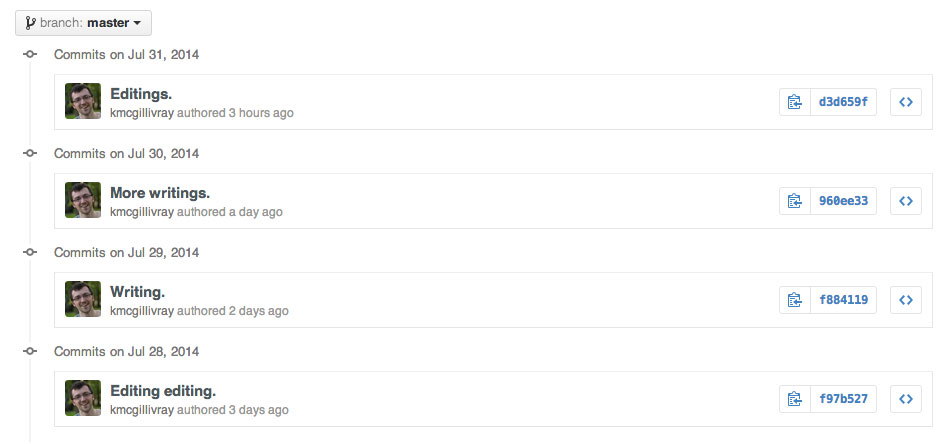 branch: master
Commits on Jul 31, 2014
Editings.
kmcgillivray authored 3 hours ago
d3d659f
Commits on Jul 30, 2014
More writings.
kmcgillivray authored a day ago
960ee33
Commits on Jul 29, 2014
Writing.
kmcgillivray authored 2 days ago
f884119
Commits on Jul 28, 2014
Editing editing.
kmcgillivray authored 3 days ago
f97b527